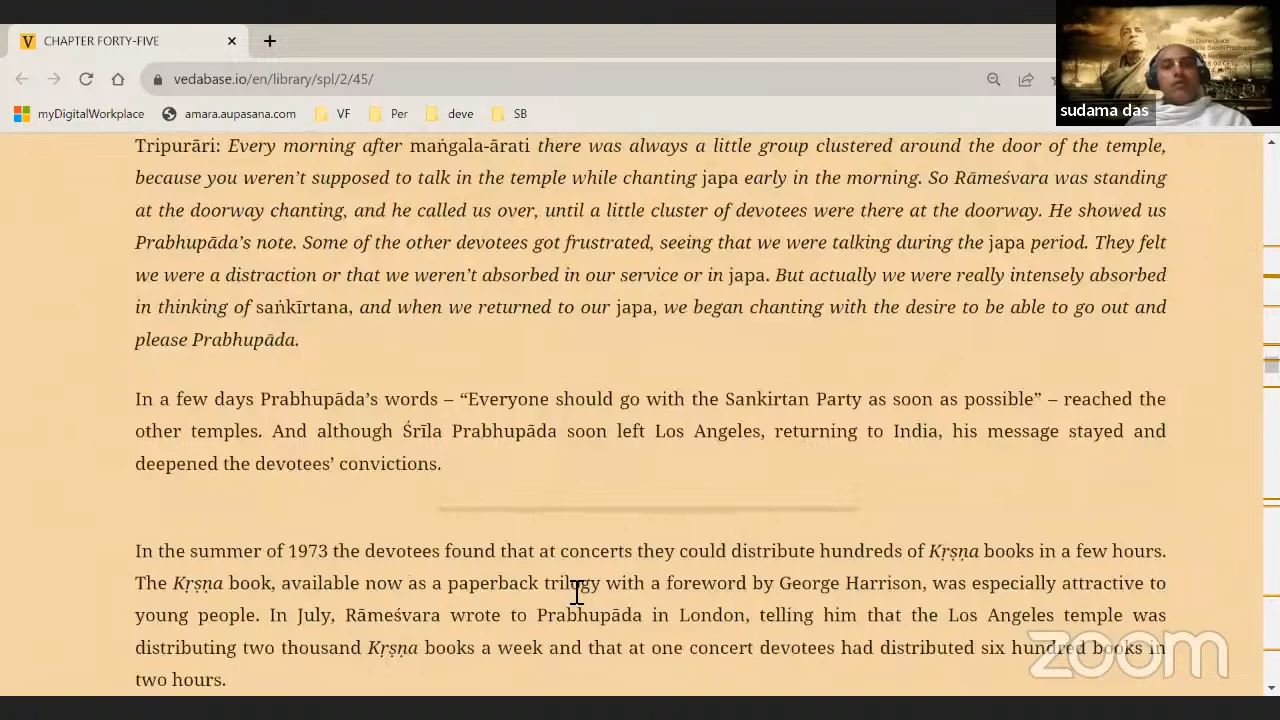 CHAPTER FORTY-FIVE
vedabase.io/en/library/spl/2/45/
myDigitalWorkplace
amara.aupasana.com
VF
Per
deve
SB
His Divine Grace
sudama das
Tripurāri: Every morning after maṅgala-ārati there was always a little group clustered around the door of the temple,
because you weren’t supposed to talk in the temple while chanting japa early in the morning. So Rāmeśvara was standing
at the doorway chanting, and he called us over, until a little cluster of devotees were there at the doorway. He showed us
Prabhupāda’s note. Some of the other devotees got frustrated, seeing that we were talking during the japa period. They felt
we were a distraction or that we weren’t absorbed in our service or in japa. But actually we were really intensely absorbed
in thinking of saṅkīrtana, and when we returned to our japa, we began chanting with the desire to be able to go out and
please Prabhupāda.
In a few days Prabhupāda’s words – “Everyone should go with the Sankirtan Party as soon as possible” – reached the
other temples. And although Śrīla Prabhupāda soon left Los Angeles, returning to India, his message stayed and
deepened the devotees’ convictions.
In the summer of 1973 the devotees found that at concerts they could distribute hundreds of Kṛṣṇa books in a few hours.
The Kṛṣṇa book, available now as a paperback trilogy with a foreword by George Harrison, was especially attractive to
young people. In July, Rāmeśvara wrote to Prabhupāda in London, telling him that the Los Angeles temple was
distributing two thousand Kṛṣṇa books a week and that at one concert devotees had distributed six hundred books in
two hours.
zoom